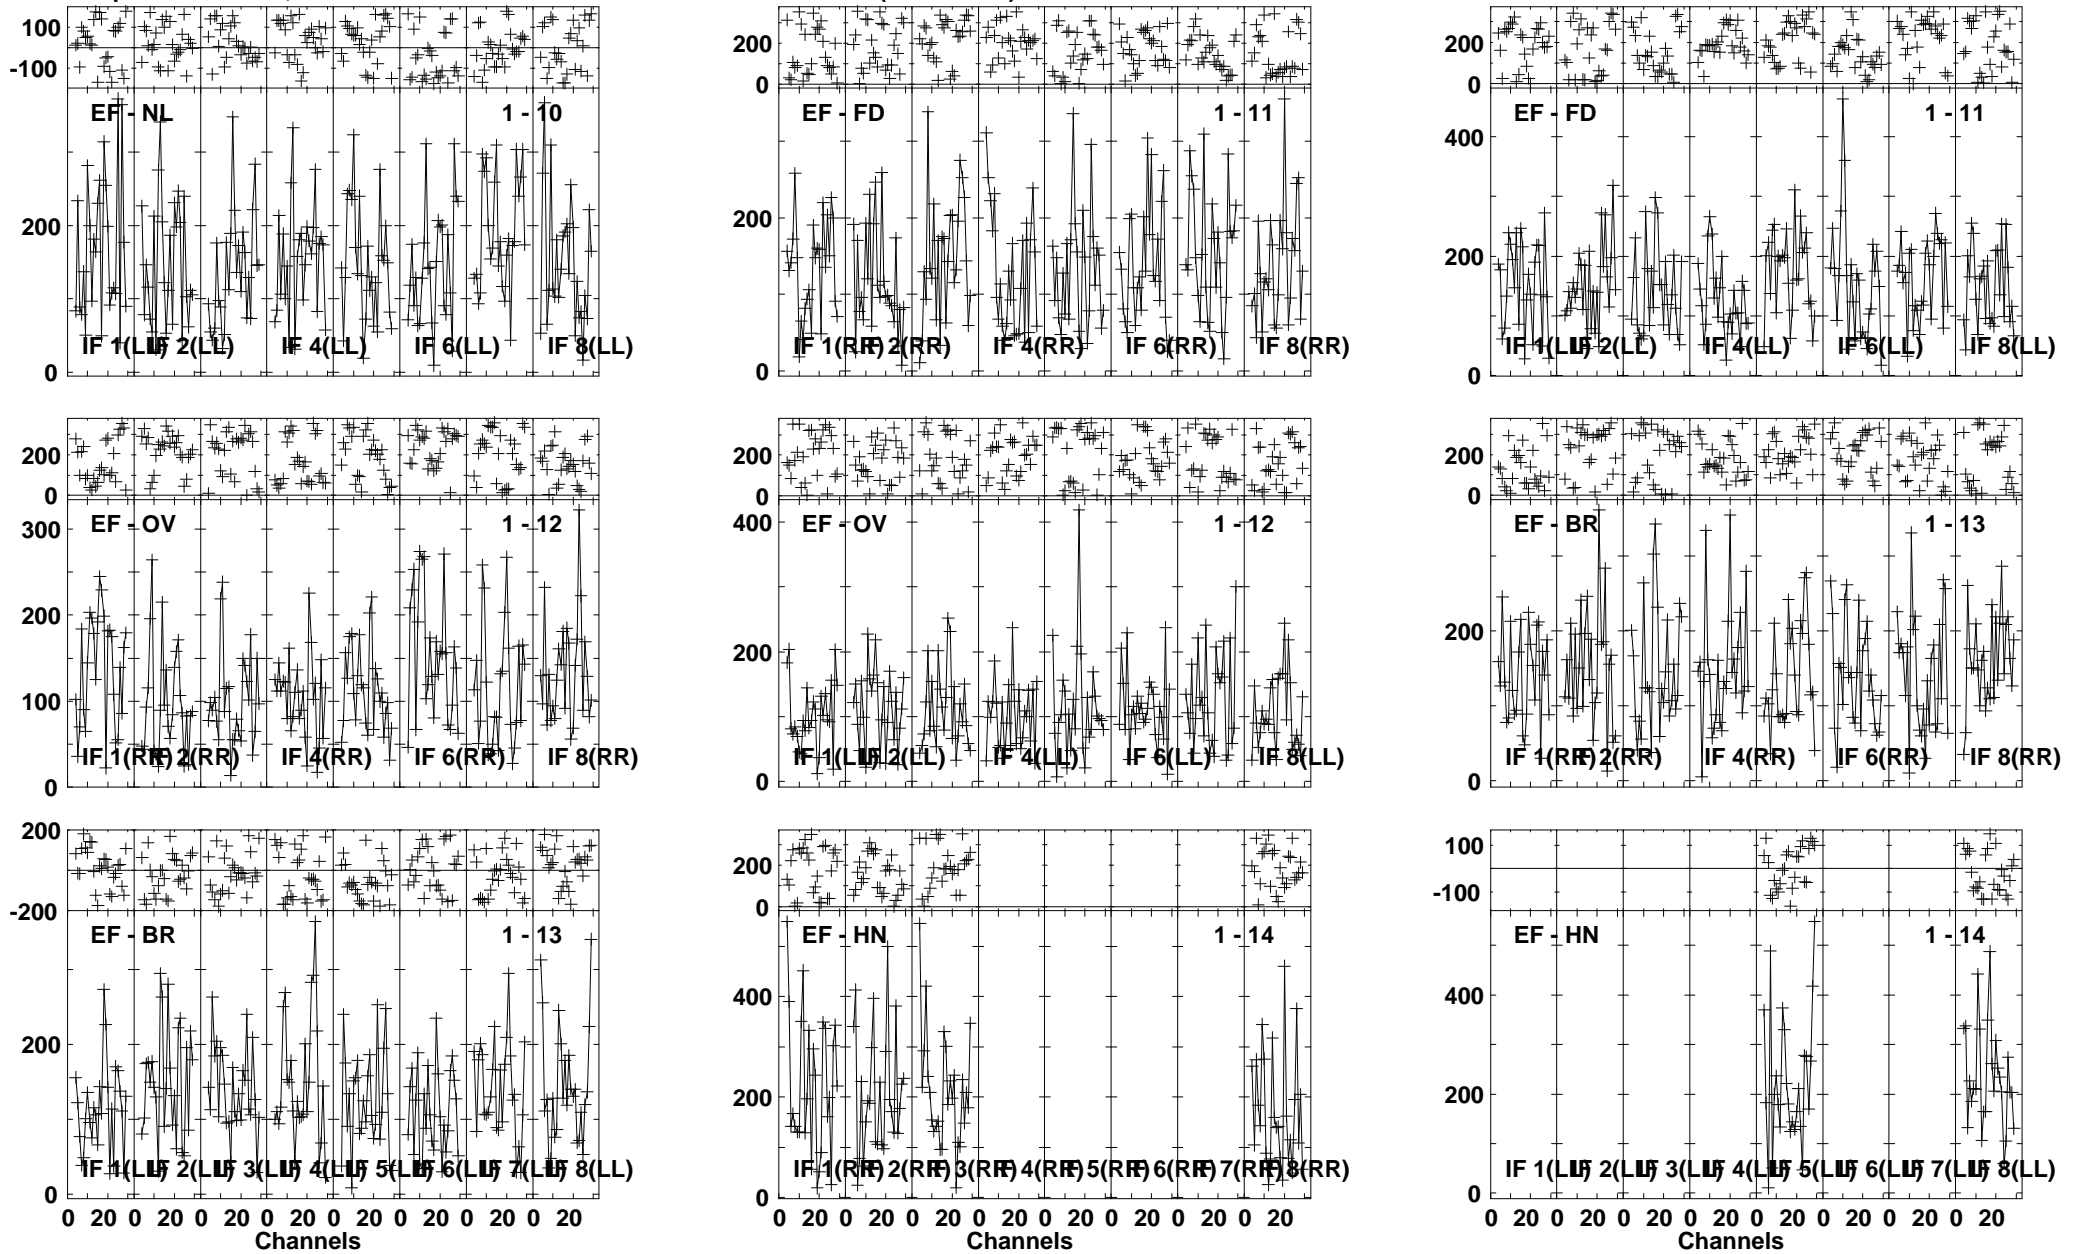 100
-100
EF - NL 1 - 10
200
0
IF 1(LL) IF 2(LL) IF 4(LL) IF 6(LL) IF 8(LL)
200
0
EF - FD 1 - 11
200
0
IF 1(RR) IF 2(RR) IF 4(RR) IF 6(RR) IF 8(RR)
200
0
EF - FD 1 - 11
400
200
0
IF 1(LL) IF 2(LL) IF 4(LL) IF 6(LL) IF 8(LL)
200
0
EF - OV 1 - 12
300
200
100
0
IF 1(RR) IF 2(RR) IF 4(RR) IF 6(RR) IF 8(RR)
200
0
EF - OV 1 - 12
400
200
0
IF 1(LL) IF 2(LL) IF 4(LL) IF 6(LL) IF 8(LL)
200
0
EF - BR 1 - 13
200
0
IF 1(RR) IF 2(RR) IF 4(RR) IF 6(RR) IF 8(RR)
200
-200
EF - BR 1 - 13
200
0
IF 1(LL) IF 2(LL) IF 3(LL) IF 4(LL) IF 5(LL) IF 6(LL) IF 7(LL) IF 8(LL)
0 20 0 20 0 20 0 20 0 20 0 20 0 20 0 20
Channels
200
0
EF - HN 1 - 14
400
200
0
IF 1(RR) IF 2(RR) IF 3(RR) IF 4(RR) IF 5(RR) IF 6(RR) IF 7(RR) IF 8(RR)
0 20 0 20 0 20 0 20 0 20 0 20 0 20 0 20
Channels
100
-100
EF - HN 1 - 14
400
200
0
IF 1(LL) IF 2(LL) IF 3(LL) IF 4(LL) IF 5(LL) IF 6(LL) IF 7(LL) IF 8(LL)
0 20 0 20 0 20 0 20 0 20 0 20 0 20 0 20
Channels